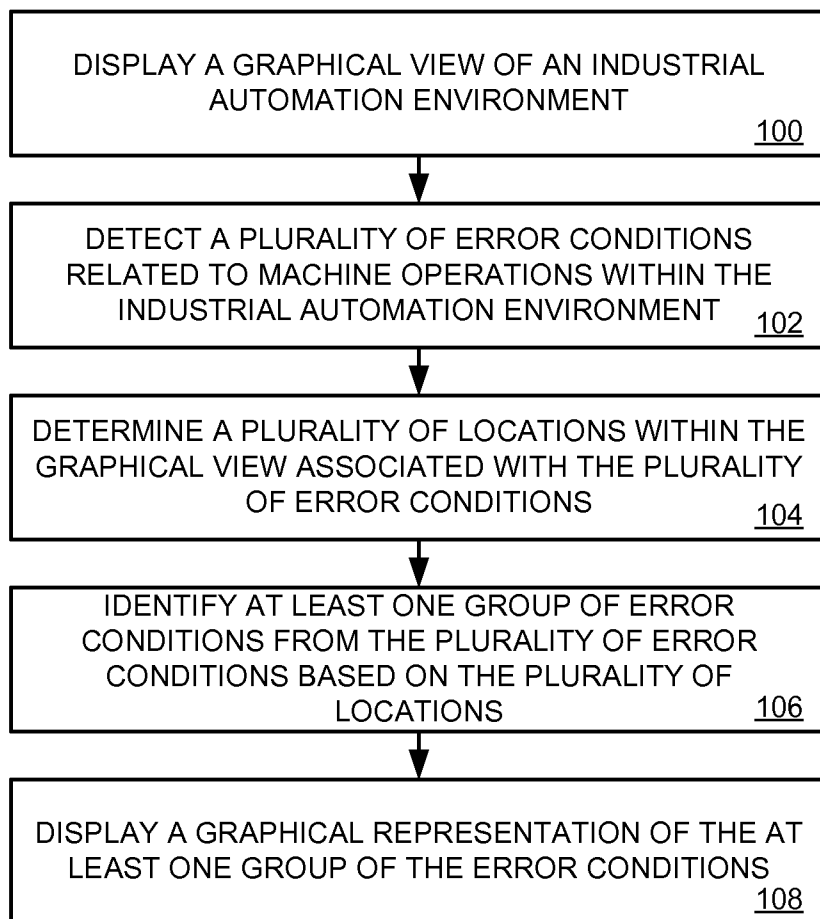 DISPLAY A GRAPHICAL VIEW OF AN INDUSTRIAL
AUTOMATION ENVIRONMENT
100
DETECT A PLURALITY OF ERROR CONDITIONS
RELATED TO MACHINE OPERATIONS WITHIN THE
INDUSTRIAL AUTOMATION ENVIRONMENT
102
DETERMINE A PLURALITY OF LOCATIONS WITHIN THE
GRAPHICAL VIEW ASSOCIATED WITH THE PLURALITY
OF ERROR CONDITIONS
104
IDENTIFY AT LEAST ONE GROUP OF ERROR
CONDITIONS FROM THE PLURALITY OF ERROR
CONDITIONS BASED ON THE PLURALITY OF
LOCATIONS
106
DISPLAY A GRAPHICAL REPRESENTATION OF THE AT
LEAST ONE GROUP OF THE ERROR CONDITIONS
108